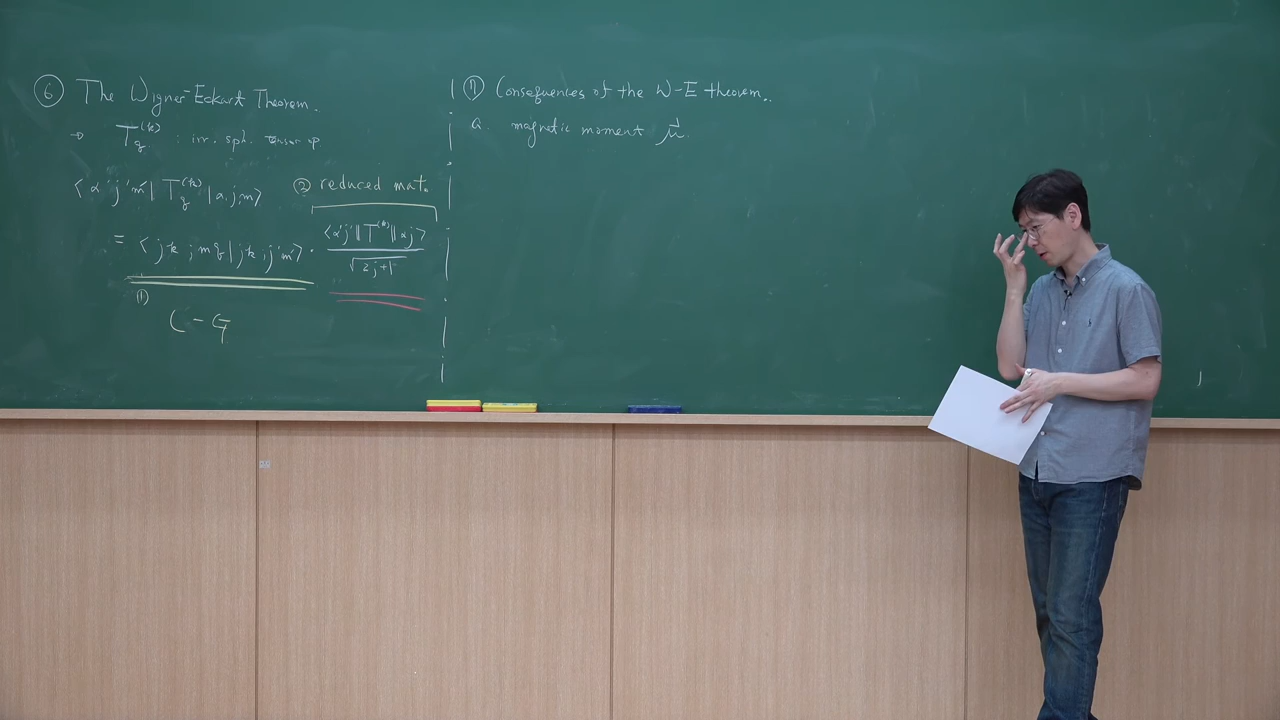 ⑥ The Wigner-Eckart Theorem.
→ T_q^(k) : irr. sph. tensor op
⟨α'j'm'| T_q^(k) |α,j,m⟩
② reduced mat.
= ⟨jk;mq|jk,j'm'⟩ · ⟨α'j'||T^(k)||αj⟩ / √2j+1
①
C-G
⑦ Consequences of the W-E theorem..
a. magnetic moment μ⃗.